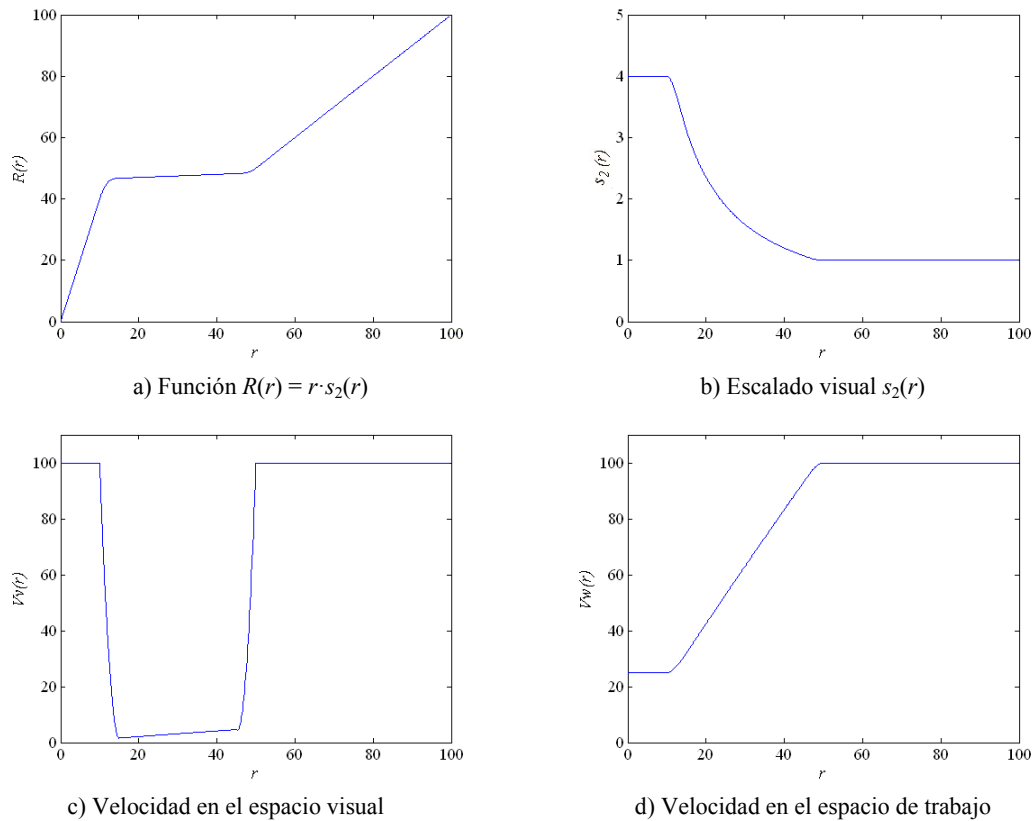 100
80
60
40
20
0
R(r)
0 20 40 60 80 100
r
a) Función R(r) = r·s₂(r)
5
4
3
2
1
0
s₂(r)
0 20 40 60 80 100
r
b) Escalado visual s₂(r)
100
80
60
40
20
0
Vv(r)
0 20 40 60 80 100
r
c) Velocidad en el espacio visual
100
80
60
40
20
0
Vw(r)
0 20 40 60 80 100
r
d) Velocidad en el espacio de trabajo